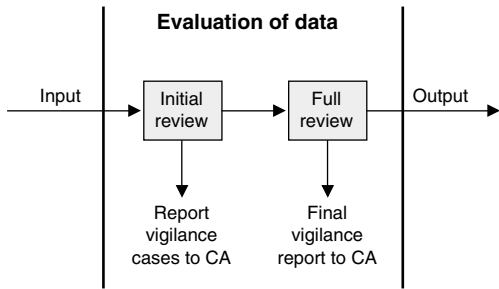 Evaluation of data
Input
Initial
review
Full
review
Output
Report
vigilance
cases to CA
Final
vigilance
report to CA